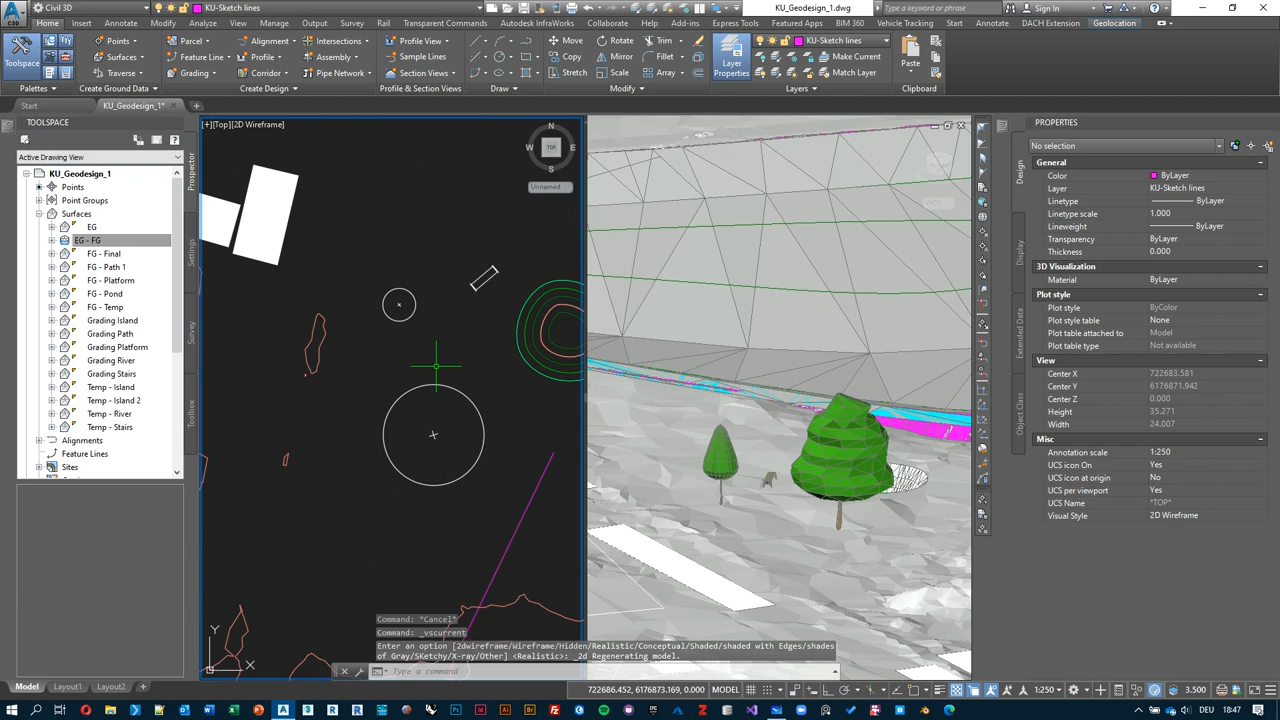 Civil 3D
KU-Sketch lines
KU_Geodesign_1.dwg
Type a keyword or phrase
Sign In
Home Insert Annotate Modify Analyze View Manage Output Survey Rail Transparent Commands Autodesk InfraWorks Collaborate Help Add-ins Express Tools Featured Apps BIM 360 Vehicle Tracking Start Annotate DACH Extension Geolocation
Toolspace
Points
Surfaces
Traverse
Parcel
Feature Line
Grading
Alignment
Profile
Corridor
Intersections
Assembly
Pipe Network
Profile View
Sample Lines
Section Views
Move
Copy
Stretch
Rotate
Mirror
Scale
Trim
Fillet
Array
Layer Properties
KU-Sketch lines
Make Current
Match Layer
Paste
Palettes
Create Ground Data
Create Design
Profile & Section Views
Draw
Modify
Layers
Clipboard
Start
KU_Geodesign_1*
TOOLSPACE
Active Drawing View
KU_Geodesign_1
Points
Point Groups
Surfaces
EG
EG - FG
FG - Final
FG - Path 1
FG - Platform
FG - Pond
FG - Temp
Grading Island
Grading Path
Grading Platform
Grading River
Grading Stairs
Temp - Island
Temp - Island 2
Temp - River
Temp - Stairs
Alignments
Feature Lines
Sites
Prospector
Settings
Survey
Toolbox
[+][Top][2D Wireframe]
N
W
TOP
E
S
Unnamed
Y
X
WCS
Command: *Cancel*
Command: _vscurrent
Enter an option [2dwireframe/Wireframe/Hidden/Realistic/Conceptual/Shaded/shaded with Edges/shades
of Gray/SKetchy/X-ray/Other] <Realistic>: _2d Regenerating model.
Type a command
PROPERTIES
No selection
Design
Display
Extended Data
Object Class
General
Color ByLayer
Layer KU-Sketch lines
Linetype ByLayer
Linetype scale 1.000
Lineweight ByLayer
Transparency ByLayer
Thickness 0.000
3D Visualization
Material ByLayer
Plot style
Plot style ByColor
Plot style table None
Plot table attached to Model
Plot table type Not available
View
Center X 722683.581
Center Y 6176871.942
Center Z 0.000
Height 35.271
Width 24.007
Misc
Annotation scale 1:250
UCS icon On Yes
UCS icon at origin No
UCS per viewport Yes
UCS Name *TOP*
Visual Style 2D Wireframe
Model Layout1 Layout2
722686.452, 6176873.169, 0.000 MODEL 1:250 3.500
DEU 18:47